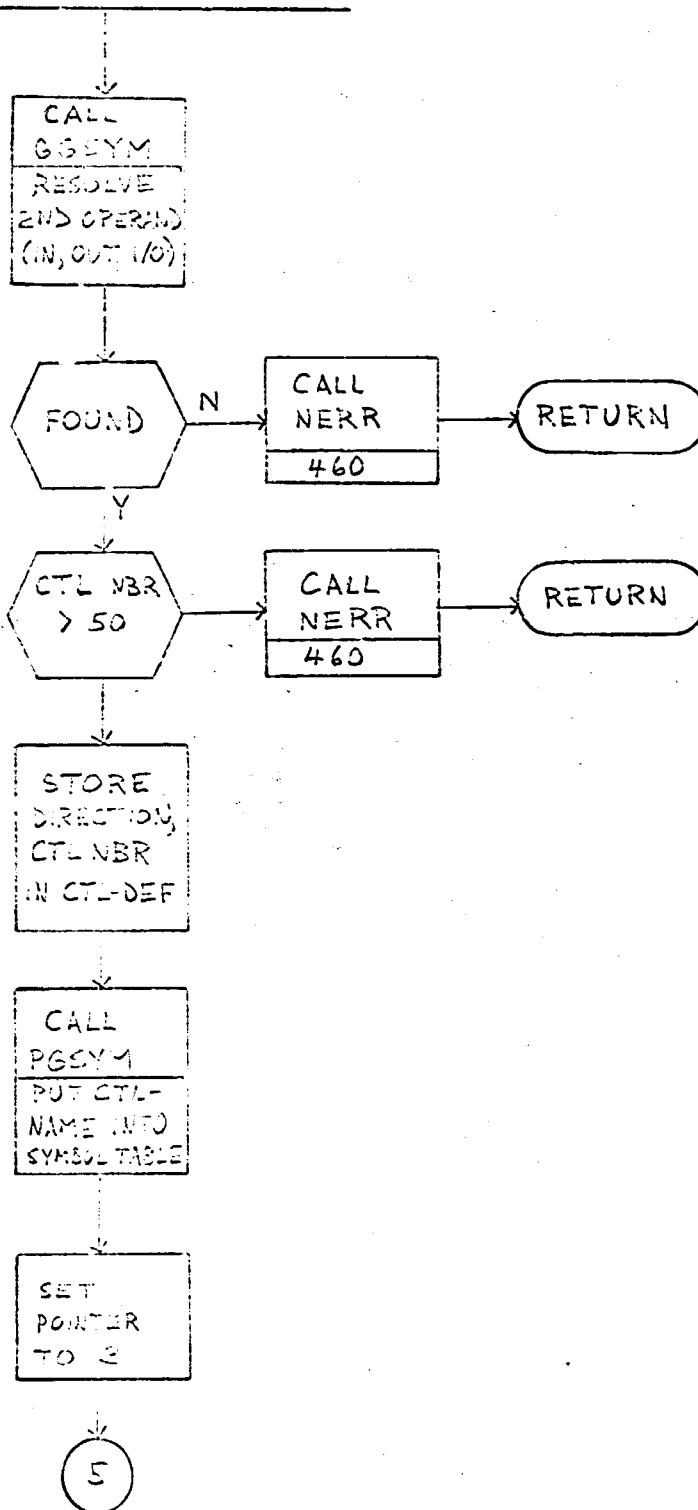 CALL
GGSYM
RESOLVE
2ND OPERAND
(IN, OUT I/O)
FOUND
N
CALL
NERR
460
RETURN
Y
CTL NBR
> 50
CALL
NERR
460
RETURN
STORE
DIRECTION,
CTL NBR
IN CTL-DEF
CALL
PGSYM
PUT CTL-
NAME INTO
SYMBOL TABLE
SET
POINTER
TO
5